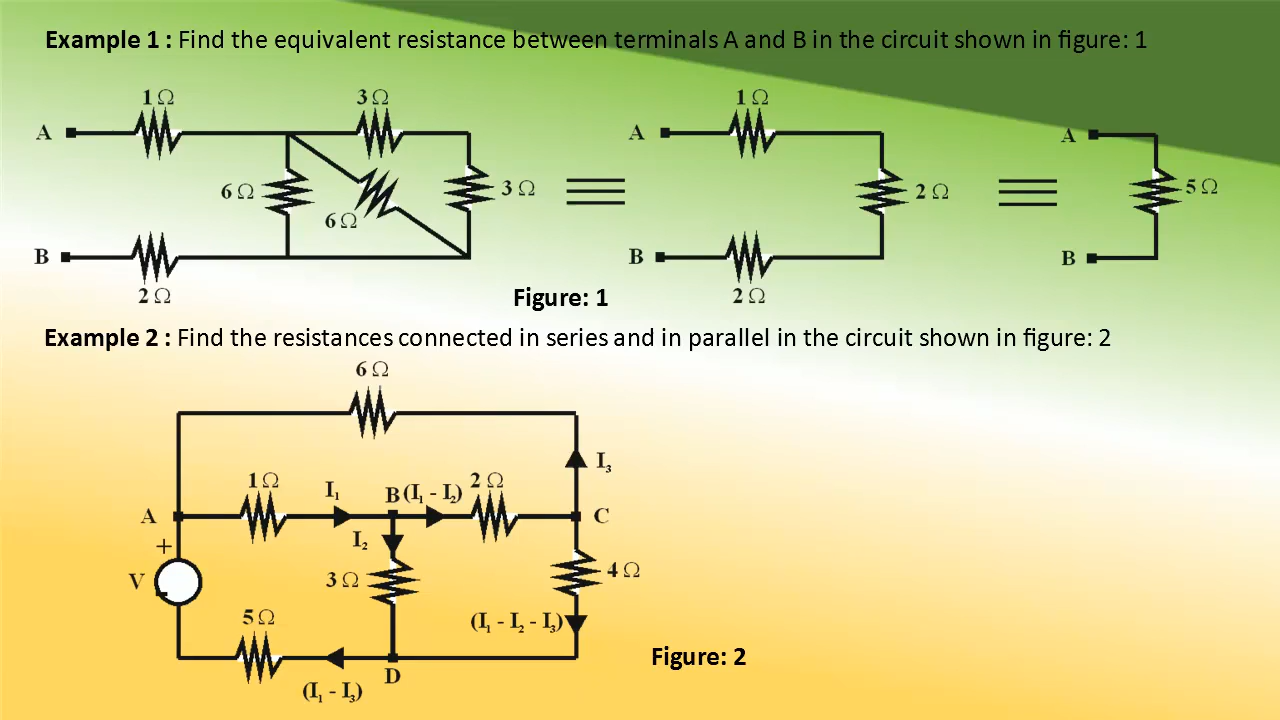 Example 1 : Find the equivalent resistance between terminals A and B in the circuit shown in figure: 1
1Ω 3Ω 1Ω
A A A
6Ω 3Ω 2Ω 5Ω
6Ω
B B B
2Ω 2Ω
Figure: 1
Example 2 : Find the resistances connected in series and in parallel in the circuit shown in figure: 2
6Ω
I₃
1Ω I₁ B (I₁ - I₂) 2Ω
A C
+ I₂
V 3Ω 4Ω
-
5Ω (I₁ - I₂ - I₃)
Figure: 2
D
(I₁ - I₃)